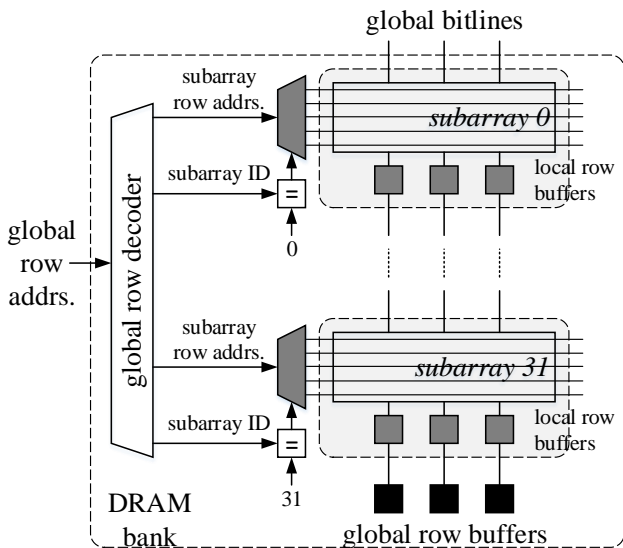 global bitlines
subarray
row addrs.
subarray 0
subarray ID
=
local row
buffers
0
global
row
addrs.
global row decoder
subarray
row addrs.
subarray 31
subarray ID
=
local row
buffers
31
DRAM
bank
global row buffers